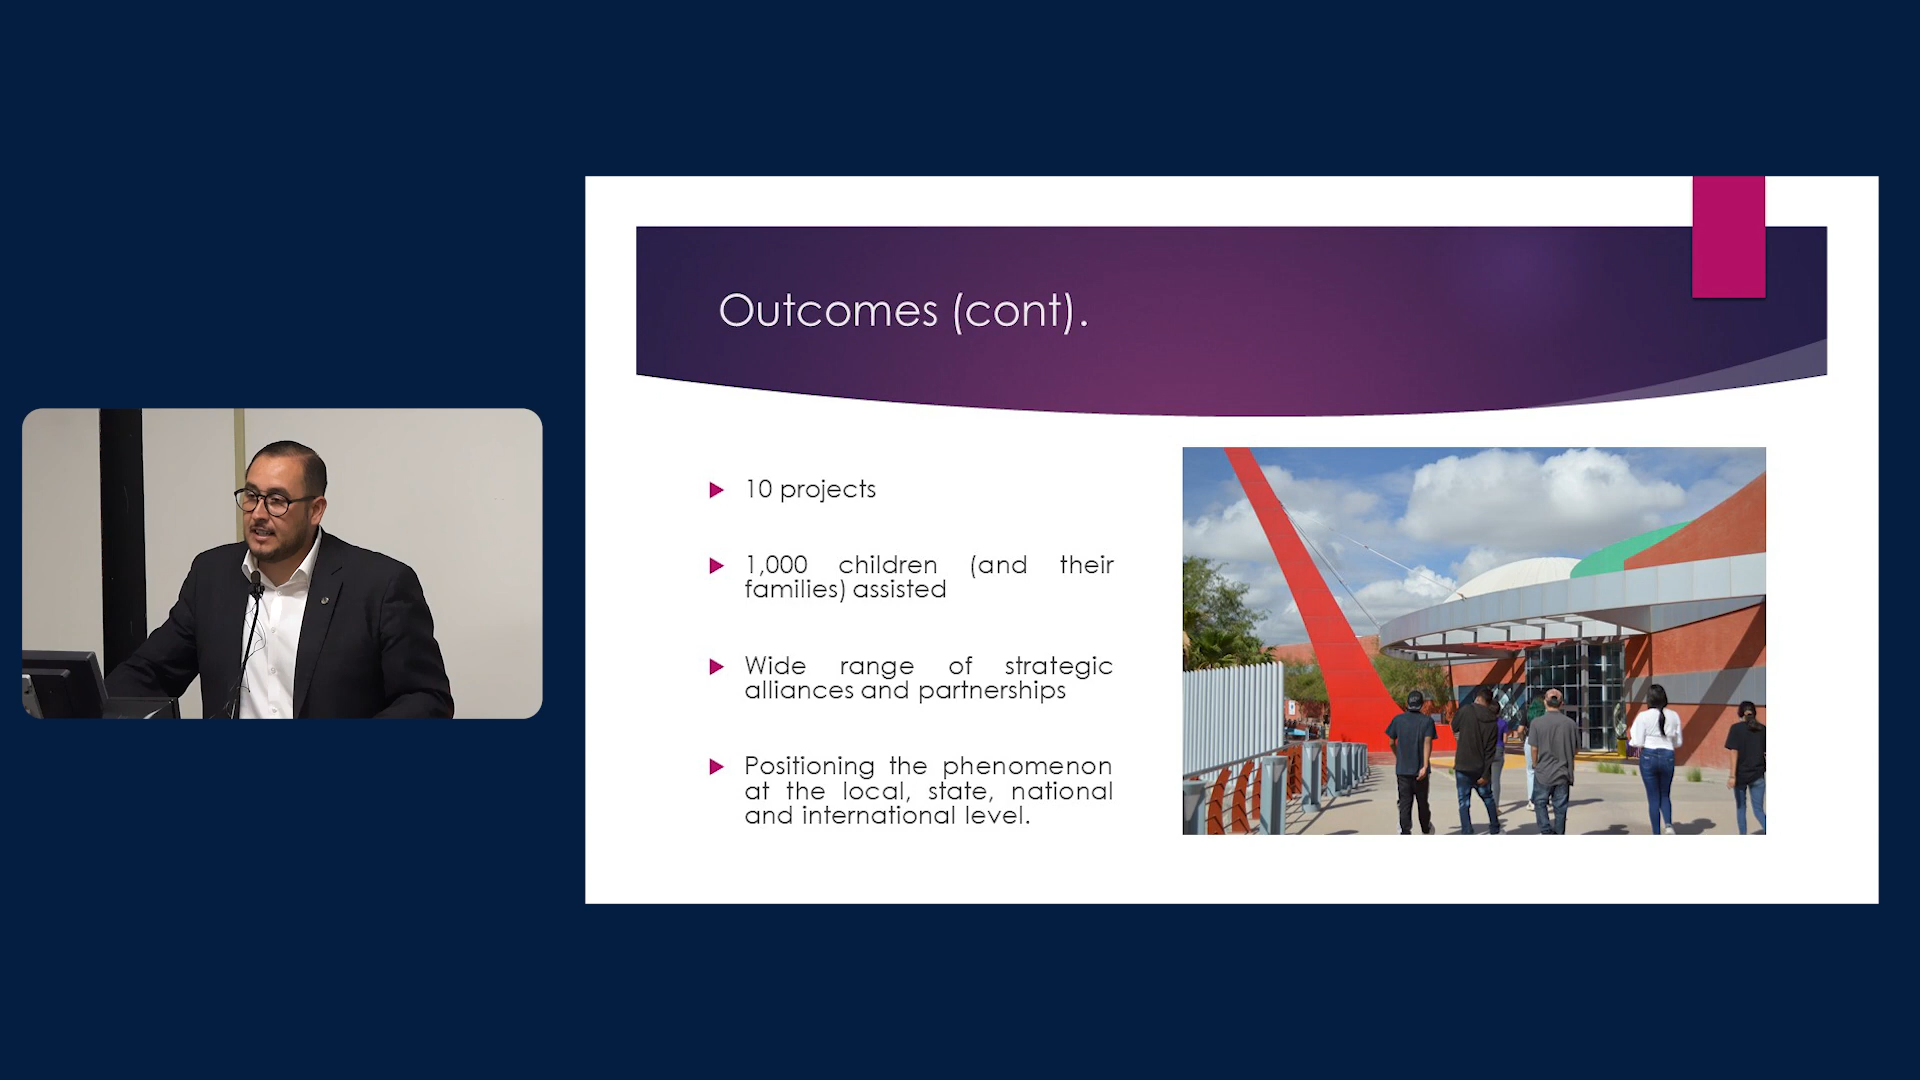 Outcomes (cont).
10 projects
1,000 children (and their
families) assisted
Wide range of strategic
alliances and partnerships
Positioning the phenomenon
at the local, state, national
and international level.